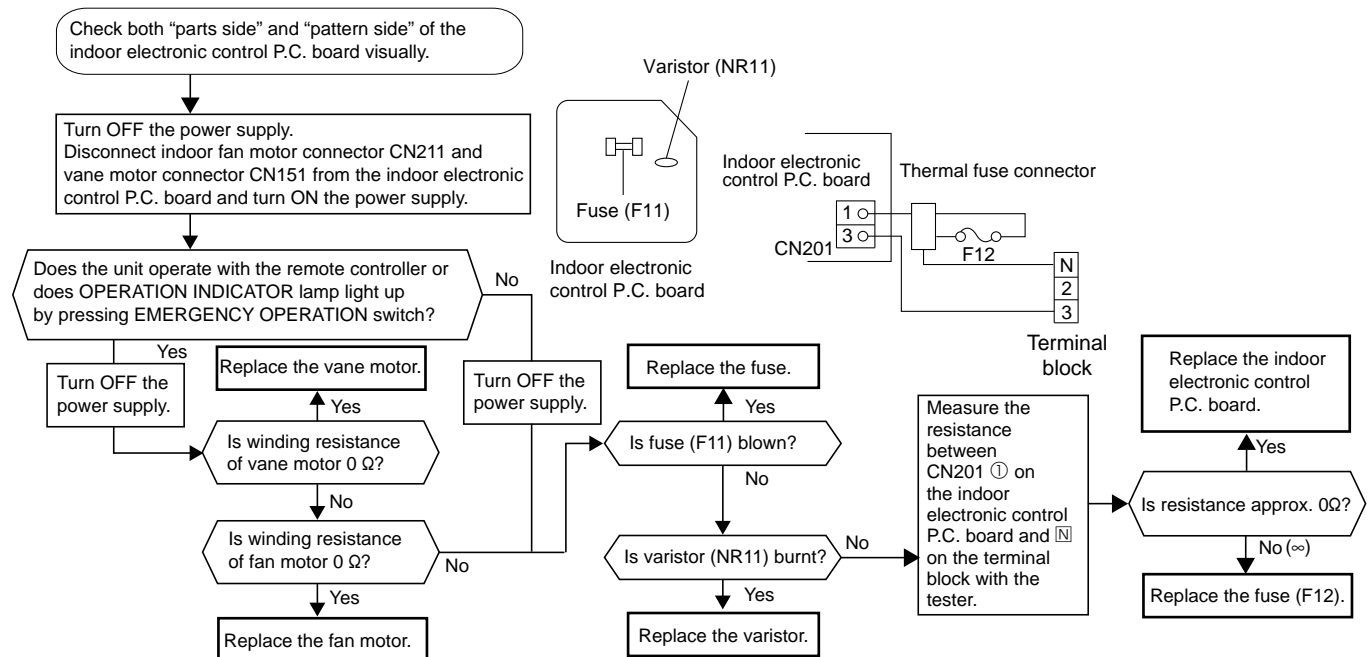 Check both “parts side” and “pattern side” of the
indoor electronic control P.C. board visually.
Turn OFF the power supply.
Disconnect indoor fan motor connector CN211 and
vane motor connector CN151 from the indoor electronic
control P.C. board and turn ON the power supply.
Does the unit operate with the remote controller or
does OPERATION INDICATOR lamp light up
by pressing EMERGENCY OPERATION switch?
No
Yes
Turn OFF the
power supply.
Replace the vane motor.
Yes
Is winding resistance
of vane motor 0 Ω?
No
Is winding resistance
of fan motor 0 Ω?
No
Yes
Replace the fan motor.
Turn OFF the
power supply.
Varistor (NR11)
Fuse (F11)
Indoor electronic
control P.C. board
Indoor electronic
control P.C. board
Thermal fuse connector
1
3
CN201
F12
N
2
3
Terminal
block
Replace the fuse.
Yes
Is fuse (F11) blown?
No
Is varistor (NR11) burnt?
No
Yes
Replace the varistor.
Measure the
resistance
between
CN201 ① on
the indoor
electronic control
P.C. board and 🄽
on the terminal
block with the
tester.
Replace the indoor
electronic control
P.C. board.
Yes
Is resistance approx. 0Ω?
No (∞)
Replace the fuse (F12).